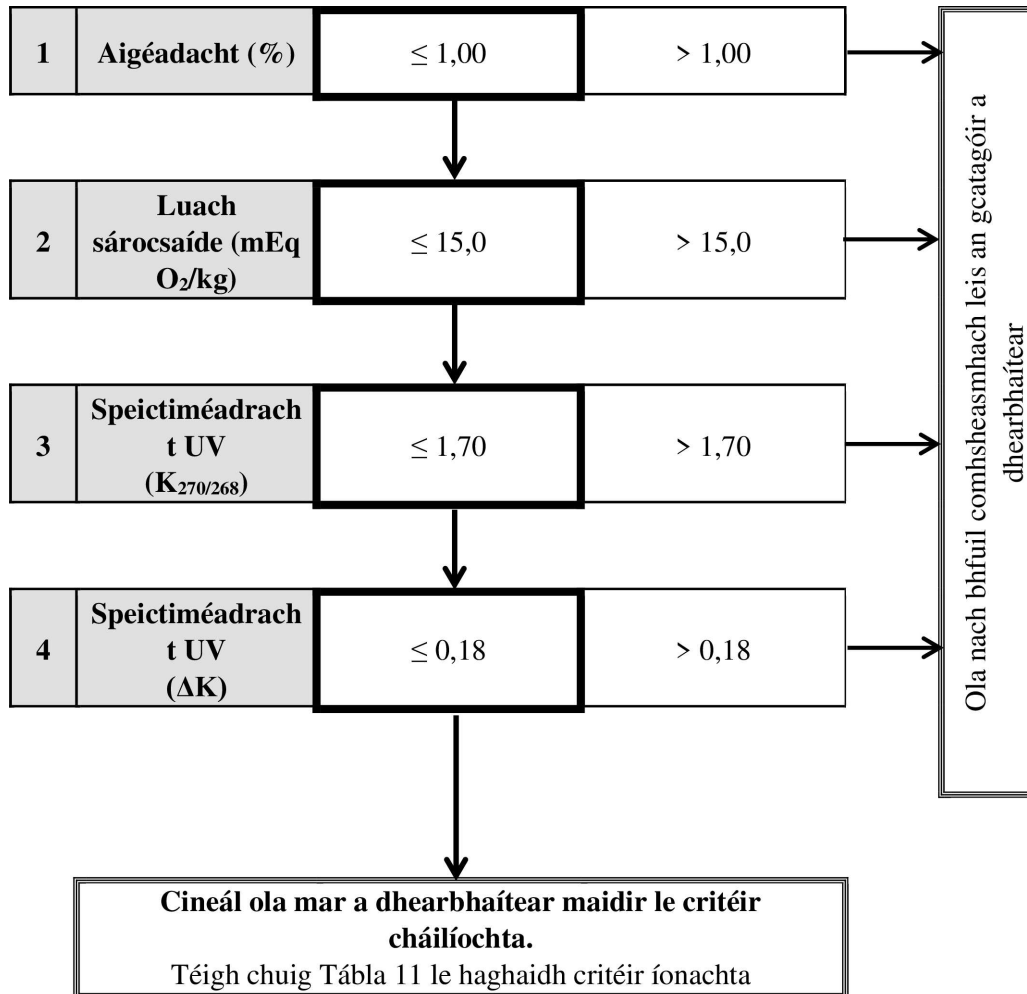 1 Aigéadacht (%) ≤ 1,00 > 1,00
Luach
2 sárocsaíde (mEq ≤ 15,0 > 15,0
O₂/kg)
Speictiméadrach
3 t UV ≤ 1,70 > 1,70
(K₂₇₀/₂₆₈)
Speictiméadrach
4 t UV ≤ 0,18 > 0,18
(ΔK)
Ola nach bhfuil comhsheasmhach leis an gcatagóir a
dhearbhaítear
Cineál ola mar a dhearbhaítear maidir le critéir
cháilíochta.
Téigh chuig Tábla 11 le haghaidh critéir íonachta